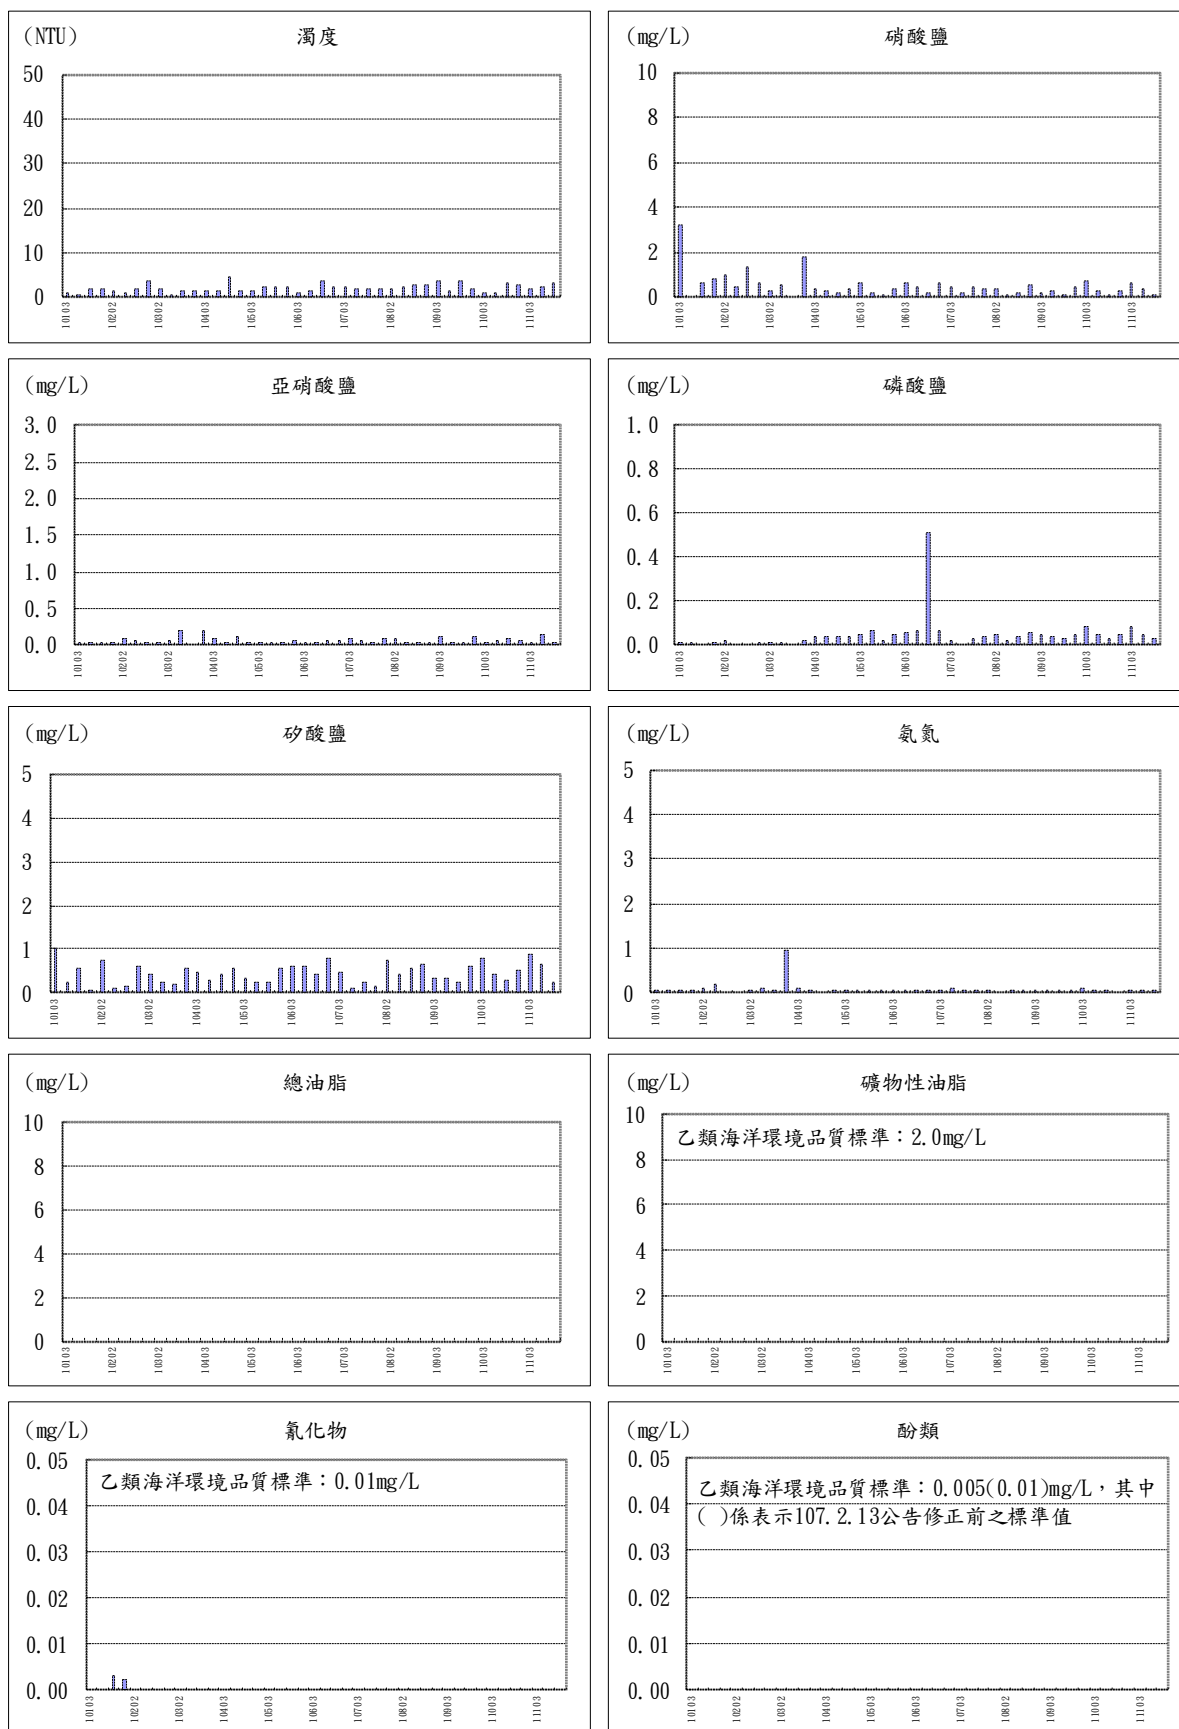 (NTU) 濁度
50
40
30
20
10
0
10103 10202 10302 10403 10503 10603 10703 10802 10903 11003 11103
(mg/L) 硝酸鹽
10
8
6
4
2
0
10103 10202 10302 10403 10503 10603 10703 10802 10903 11003 11103
(mg/L) 亞硝酸鹽
3.0
2.5
2.0
1.5
1.0
0.5
0.0
10103 10202 10302 10403 10503 10603 10703 10802 10903 11003 11103
(mg/L) 磷酸鹽
1.0
0.8
0.6
0.4
0.2
0.0
10103 10202 10302 10403 10503 10603 10703 10802 10903 11003 11103
(mg/L) 矽酸鹽
5
4
3
2
1
0
10103 10202 10302 10403 10503 10603 10703 10802 10903 11003 11103
(mg/L) 氨氮
5
4
3
2
1
0
10103 10202 10302 10403 10503 10603 10703 10802 10903 11003 11103
(mg/L) 總油脂
10
8
6
4
2
0
10103 10202 10302 10403 10503 10603 10703 10802 10903 11003 11103
(mg/L) 礦物性油脂
10
8
6
4
2
0
乙類海洋環境品質標準：2.0mg/L
10103 10202 10302 10403 10503 10603 10703 10802 10903 11003 11103
(mg/L) 氰化物
0.05
0.04
0.03
0.02
0.01
0.00
乙類海洋環境品質標準：0.01mg/L
10103 10202 10302 10403 10503 10603 10703 10802 10903 11003 11103
(mg/L) 酚類
0.05
0.04
0.03
0.02
0.01
0.00
乙類海洋環境品質標準：0.005(0.01)mg/L，其中
( )係表示107.2.13公告修正前之標準值
10103 10202 10302 10403 10503 10603 10703 10802 10903 11003 11103